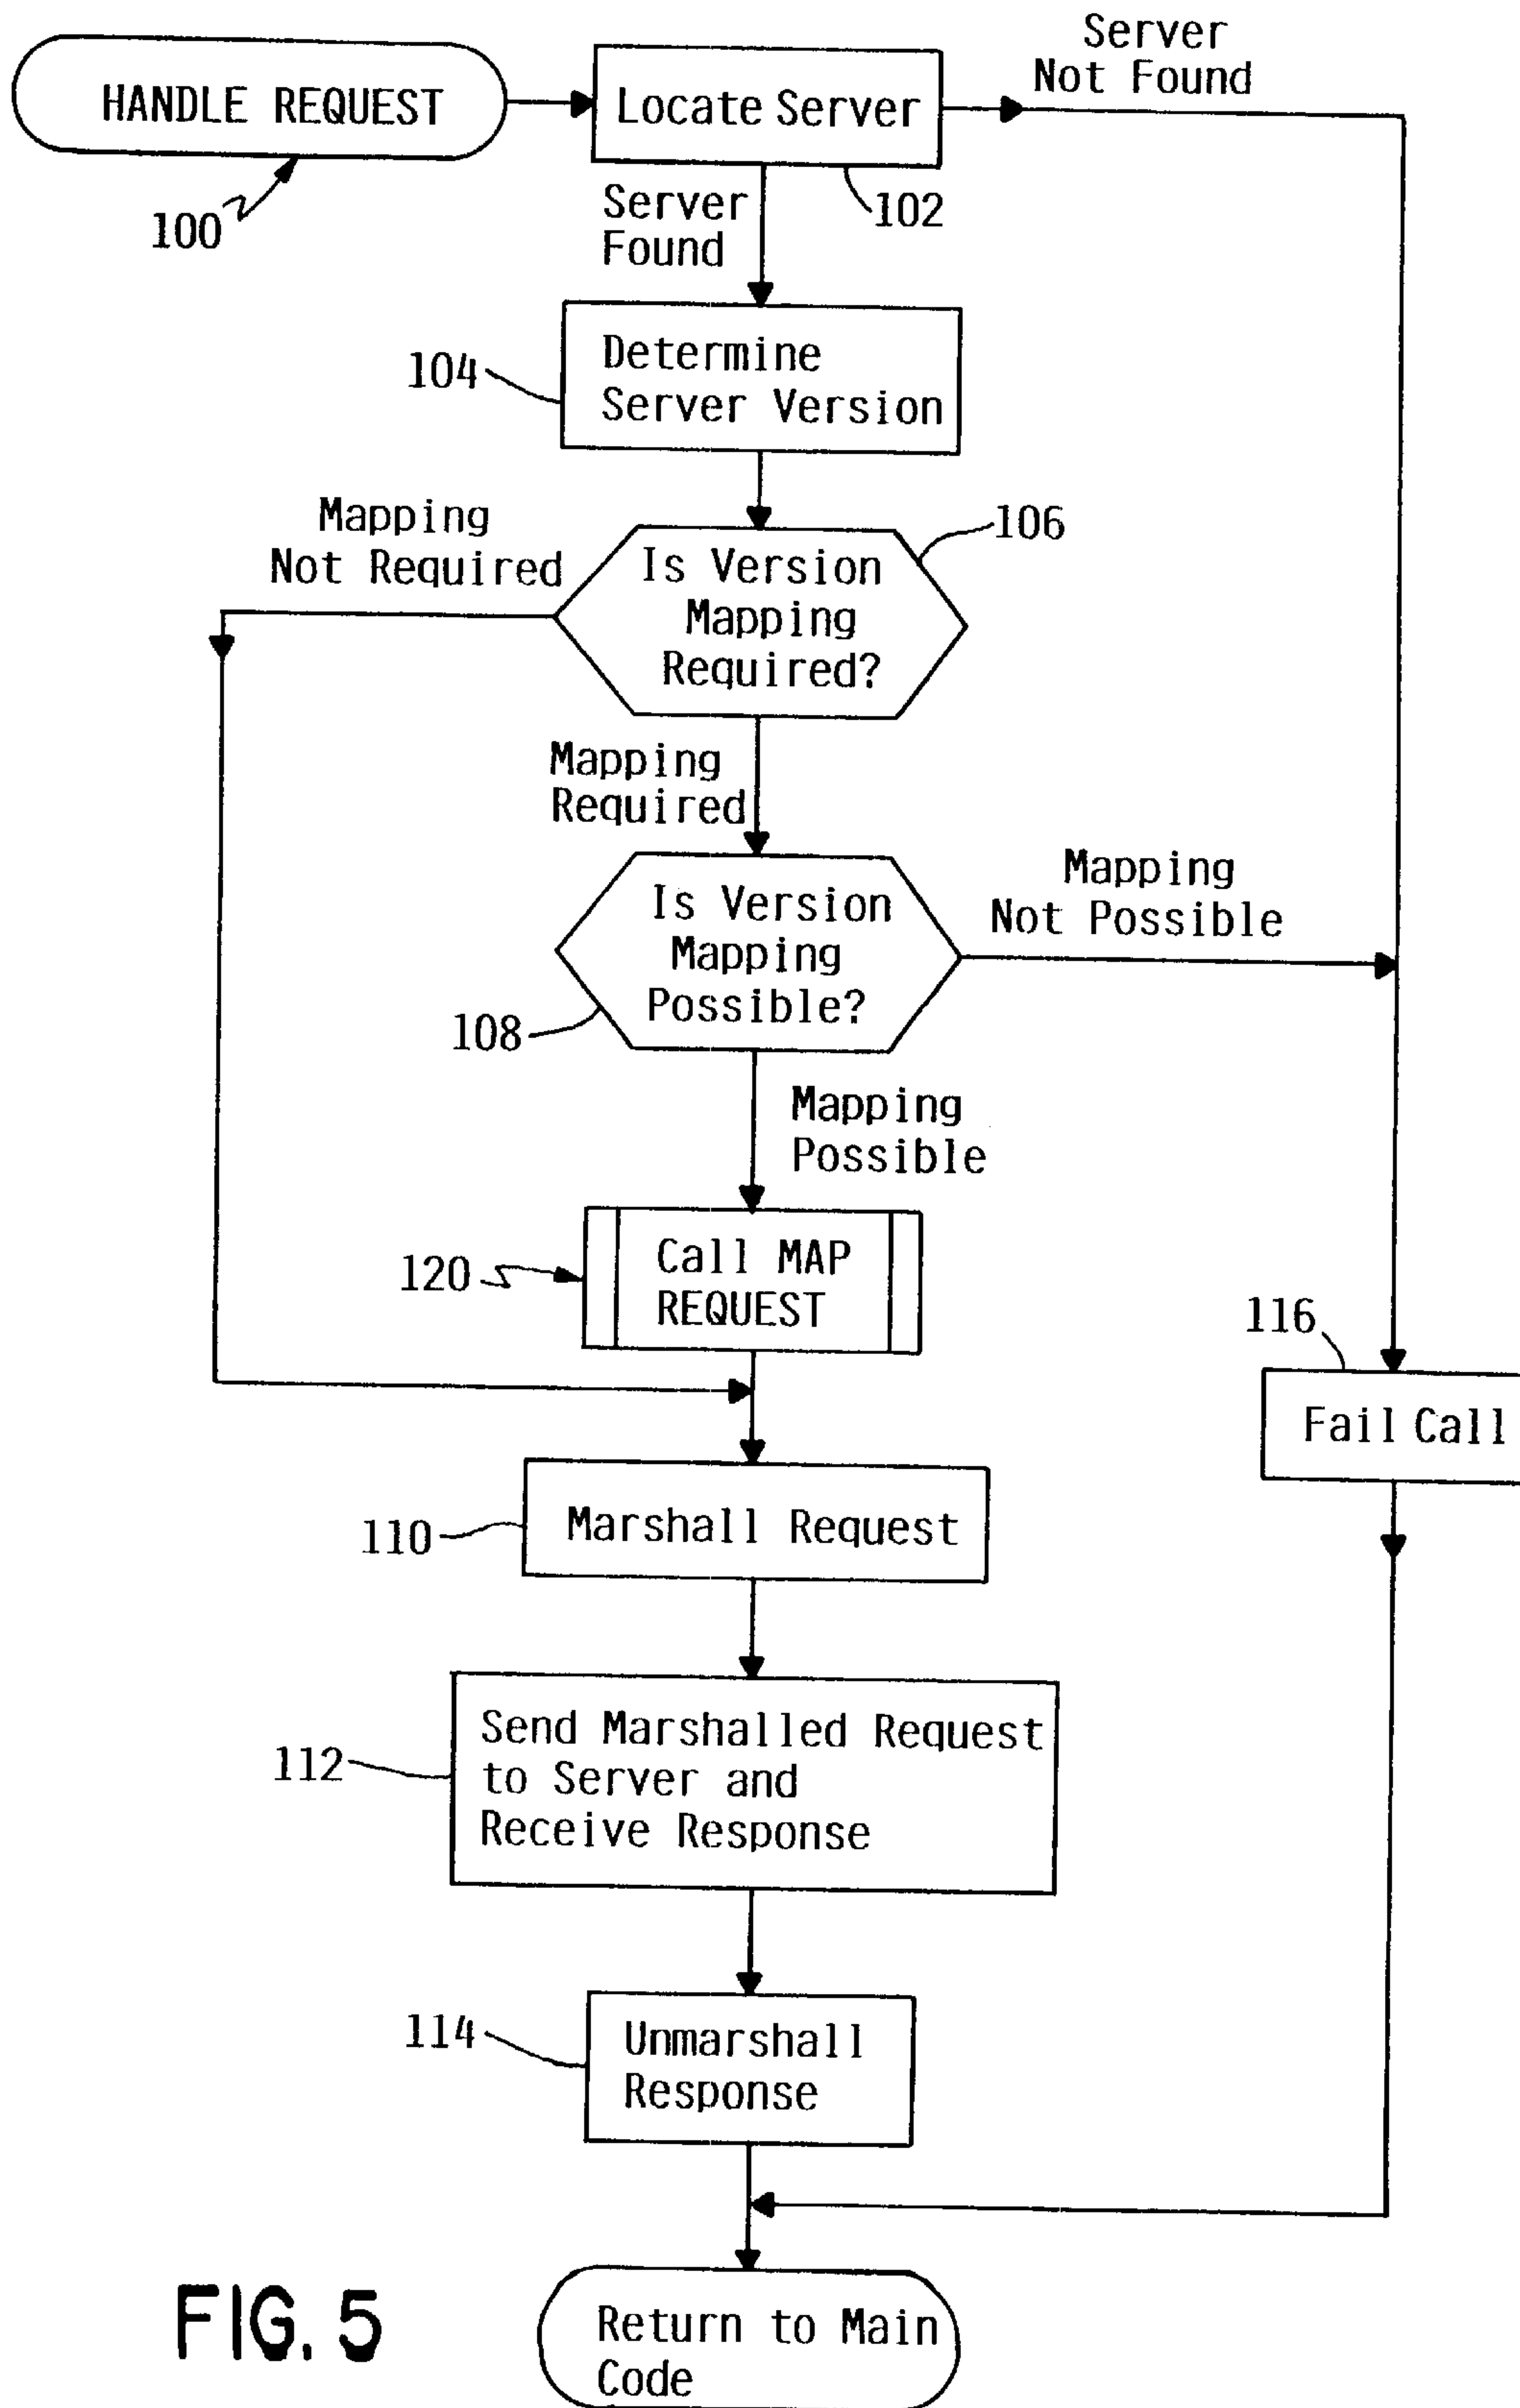 Server
Not Found
HANDLE REQUEST
Locate Server
100
102
Server
Found
104
Determine
Server Version
Mapping
Not Required
106
Is Version
Mapping
Required?
Mapping
Required
Is Version
Mapping
Possible?
108
Mapping
Not Possible
Mapping
Possible
120
Call MAP
REQUEST
116
Fail Call
110
Marshall Request
112
Send Marshalled Request
to Server and
Receive Response
114
Unmarshall
Response
Return to Main
Code
FIG. 5